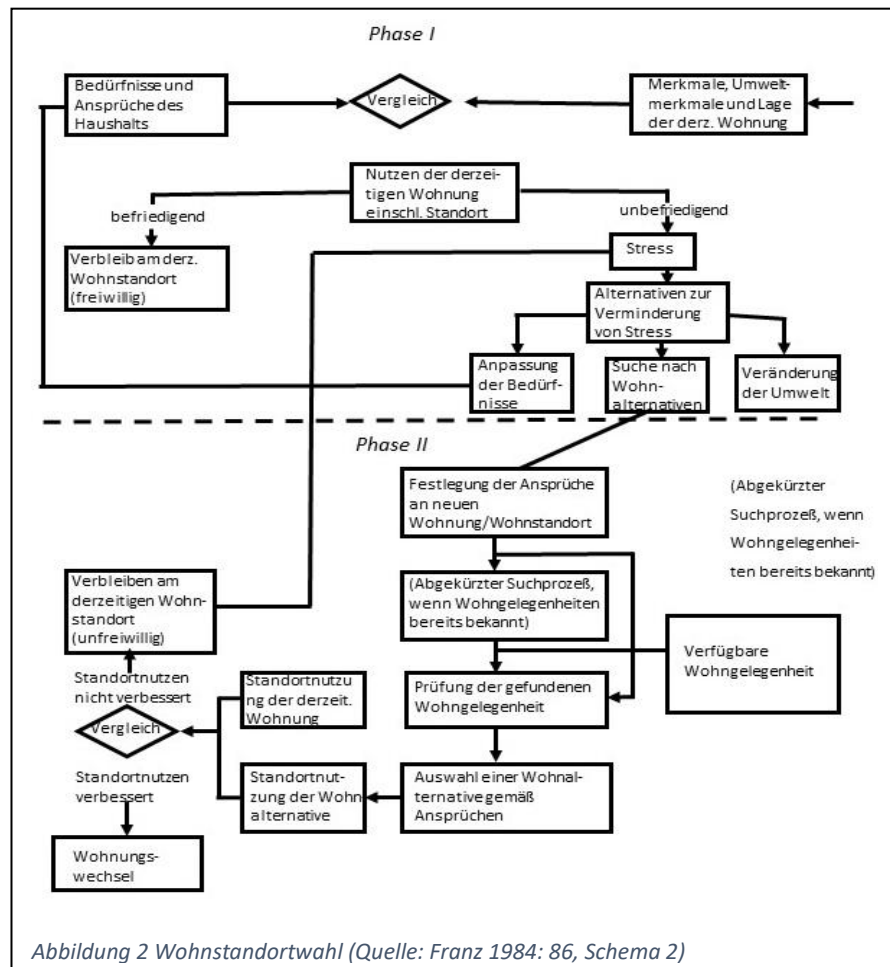 Phase I
Bedürfnisse und
Ansprüche des
Haushalts
Vergleich
Merkmale, Umwelt-
merkmale und Lage
der derz. Wohnung
Nutzen der derzei-
tigen Wohnung
einschl. Standort
befriedigend
unbefriedigend
Verbleib am derz.
Wohnstandort
(freiwillig)
Stress
Alternativen zur
Verminderung
von Stress
Anpassung
der Bedürf-
nisse
Suche nach
Wohn-
alternativen
Veränderung
der Umwelt
Phase II
Festlegung der Ansprüche
an neuen
Wohnung/Wohnstandort
(Abgekürzter
Suchprozeß, wenn
Wohngelegenhei-
ten bereits bekannt)
Verbleiben am
derzeitigen Wohn-
standort
(unfreiwillig)
(Abgekürzter Suchprozeß,
wenn Wohngelegenheiten
bereits bekannt)
Verfügbare
Wohngelegenheit
Standortnutzen
nicht verbessert
Standortnutzu
ng der derzeit.
Wohnung
Prüfung der gefundenen
Wohngelegenheit
Vergleich
Standortnutzen
verbessert
Standortnut-
zung der Wohn
alternative
Auswahl einer Wohnal-
ternative gemäß
Ansprüchen
Wohnungs-
wechsel
Abbildung 2 Wohnstandortwahl (Quelle: Franz 1984: 86, Schema 2)